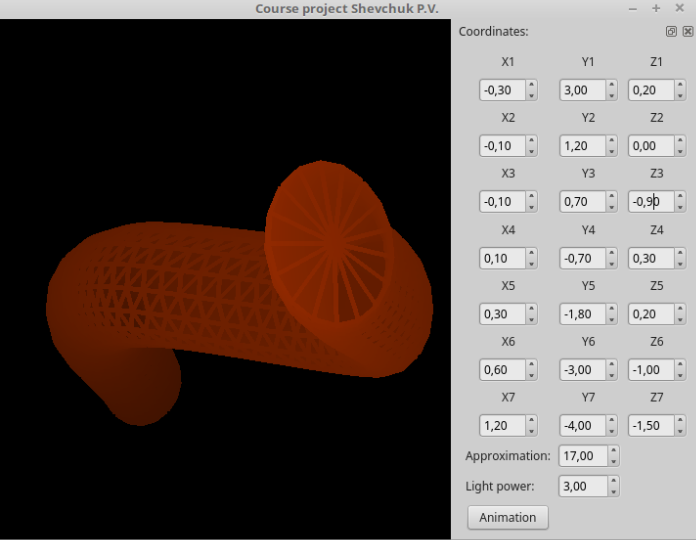 Course project Shevchuk P.V.
Coordinates:
X1 Y1 Z1
-0,30 3,00 0,20
X2 Y2 Z2
-0,10 1,20 0,00
X3 Y3 Z3
-0,10 0,70 -0,90
X4 Y4 Z4
0,10 -0,70 0,30
X5 Y5 Z5
0,30 -1,80 0,20
X6 Y6 Z6
0,60 -3,00 -1,00
X7 Y7 Z7
1,20 -4,00 -1,50
Approximation: 17,00
Light power: 3,00
Animation